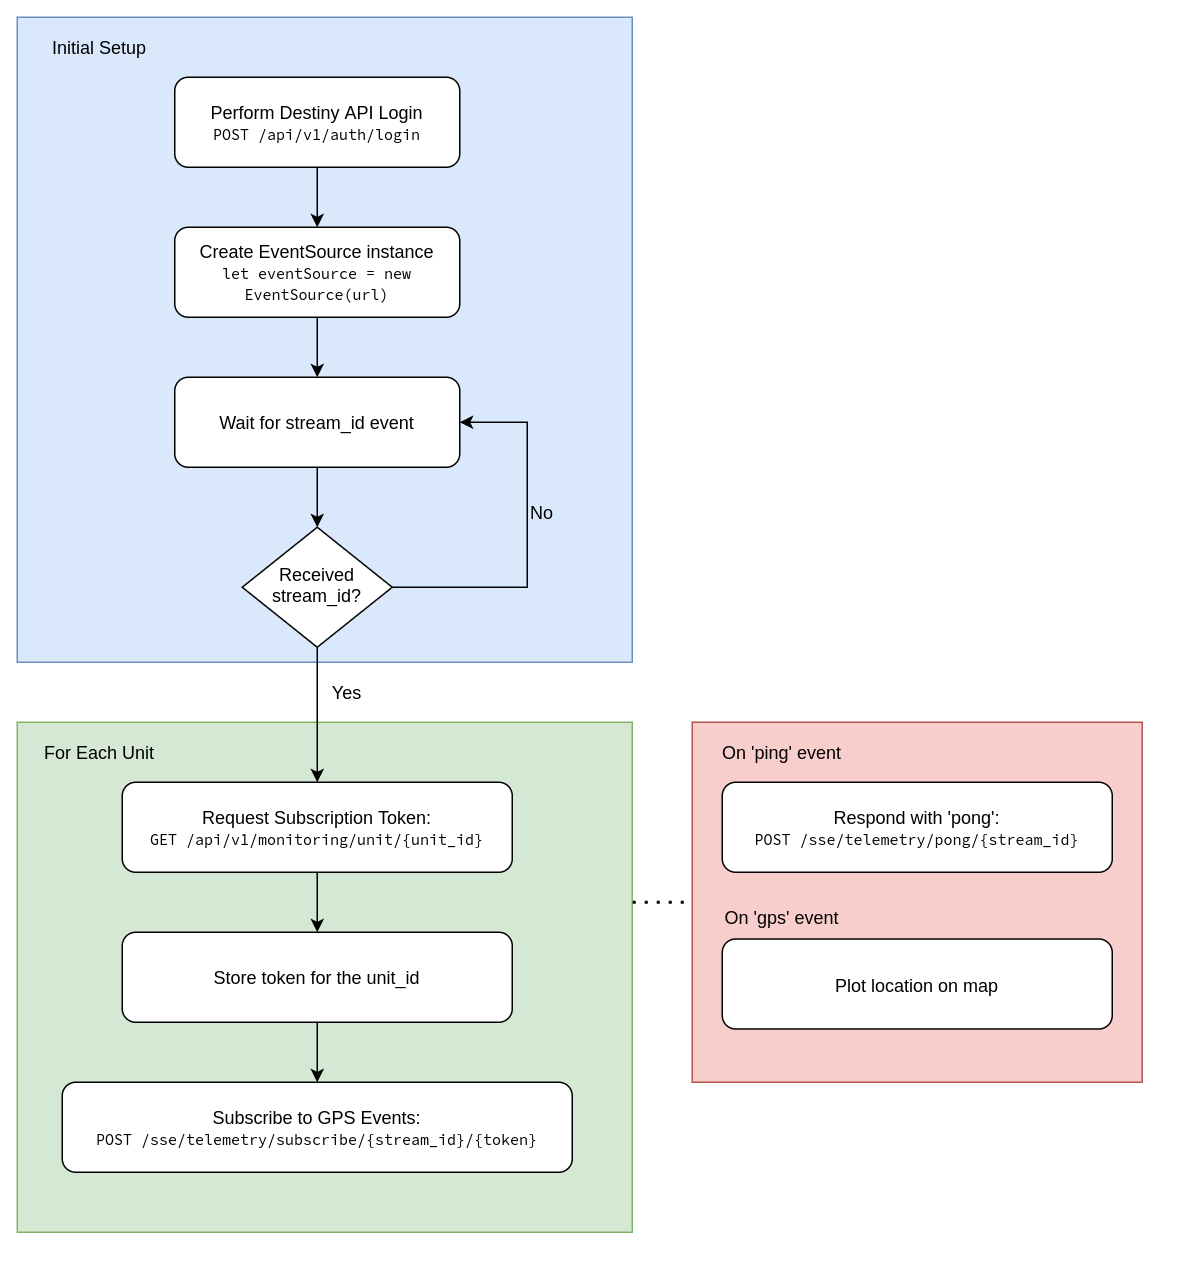 Initial Setup
Perform Destiny API Login
POST /api/v1/auth/login
Create EventSource instance
let eventSource = new
EventSource(url)
Wait for stream_id event
No
Received
stream_id?
Yes
For Each Unit
Request Subscription Token:
GET /api/v1/monitoring/unit/{unit_id}
Store token for the unit_id
Subscribe to GPS Events:
POST /sse/telemetry/subscribe/{stream_id}/{token}
On 'ping' event
Respond with 'pong':
POST /sse/telemetry/pong/{stream_id}
On 'gps' event
Plot location on map